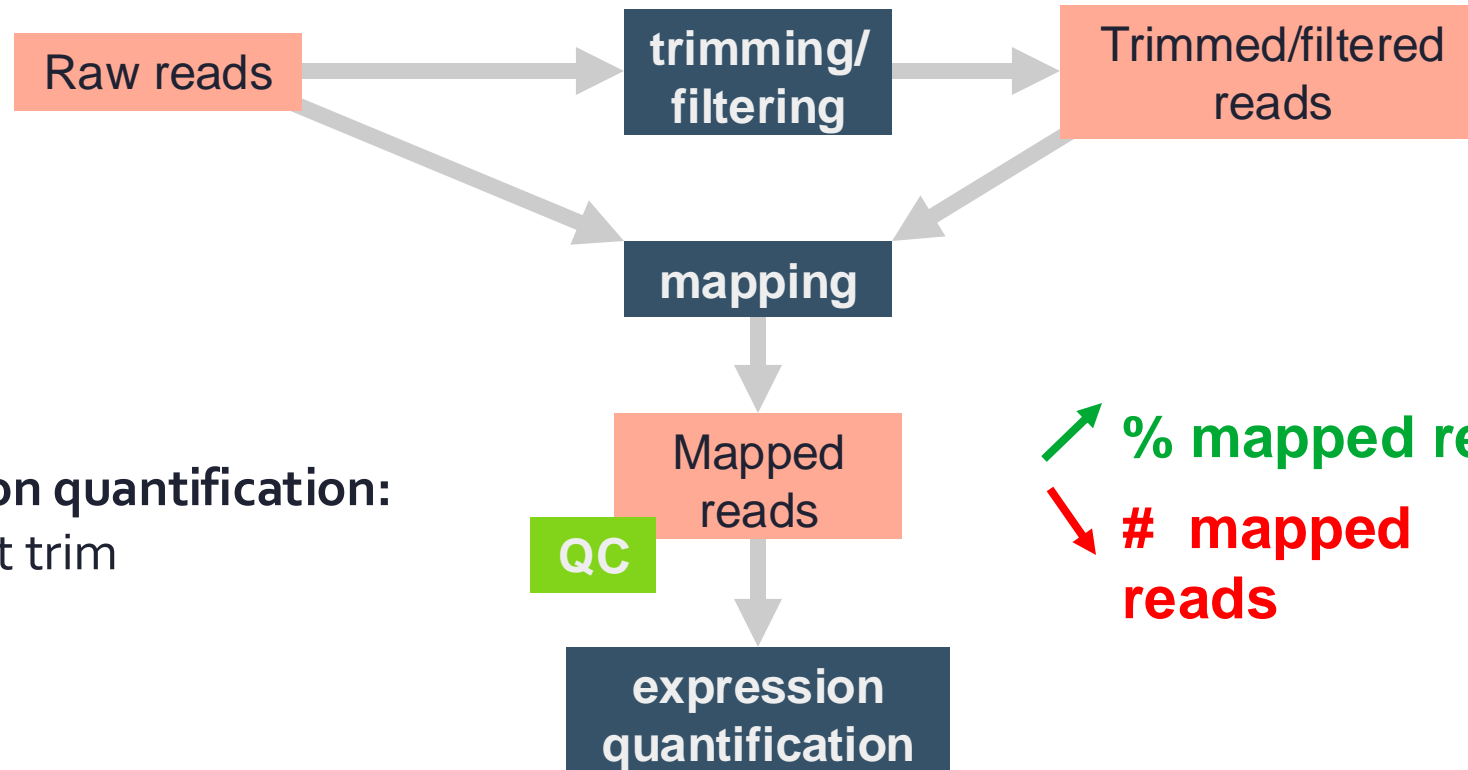 Raw reads
trimming/
filtering
Trimmed/filtered
reads
mapping
Mapped
reads
QC
on quantification:
t trim
% mapped re
# mapped
reads
expression
quantification